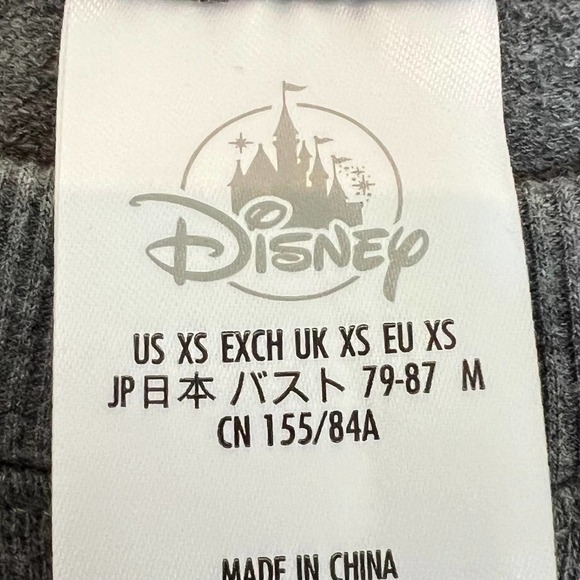 Disney
US XS EXCH UK XS EU XS
JP日本 バスト 79-87 M
CN 155/84A
MADE IN CHINA